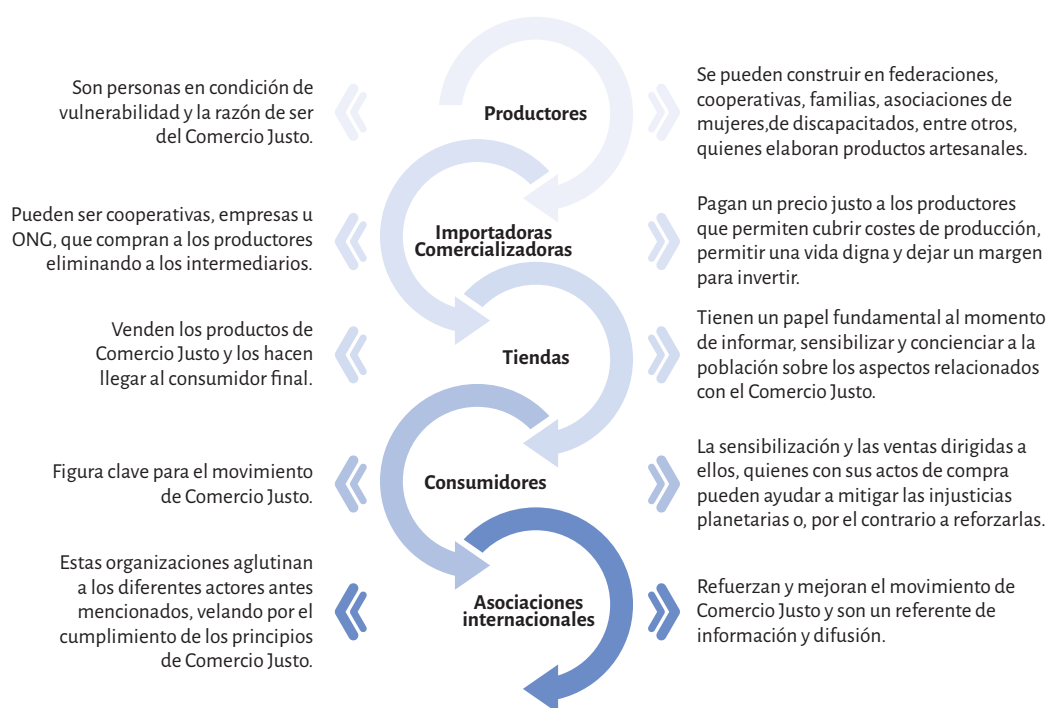 Son personas en condición de
vulnerabilidad y la razón de ser
del Comercio Justo.
Productores
Se pueden construir en federaciones,
cooperativas, familias, asociaciones de
mujeres,de discapacitados, entre otros,
quienes elaboran productos artesanales.
Pueden ser cooperativas, empresas u
ONG, que compran a los productores
eliminando a los intermediarios.
Importadoras
Comercializadoras
Pagan un precio justo a los productores
que permiten cubrir costes de producción,
permitir una vida digna y dejar un margen
para invertir.
Venden los productos de
Comercio Justo y los hacen
llegar al consumidor final.
Tiendas
Tienen un papel fundamental al momento
de informar, sensibilizar y concienciar a la
población sobre los aspectos relacionados
con el Comercio Justo.
Figura clave para el movimiento
de Comercio Justo.
Consumidores
La sensibilización y las ventas dirigidas a
ellos, quienes con sus actos de compra
pueden ayudar a mitigar las injusticias
planetarias o, por el contrario a reforzarlas.
Estas organizaciones aglutinan
a los diferentes actores antes
mencionados, velando por el
cumplimiento de los principios
de Comercio Justo.
Asociaciones
internacionales
Refuerzan y mejoran el movimiento de
Comercio Justo y son un referente de
información y difusión.